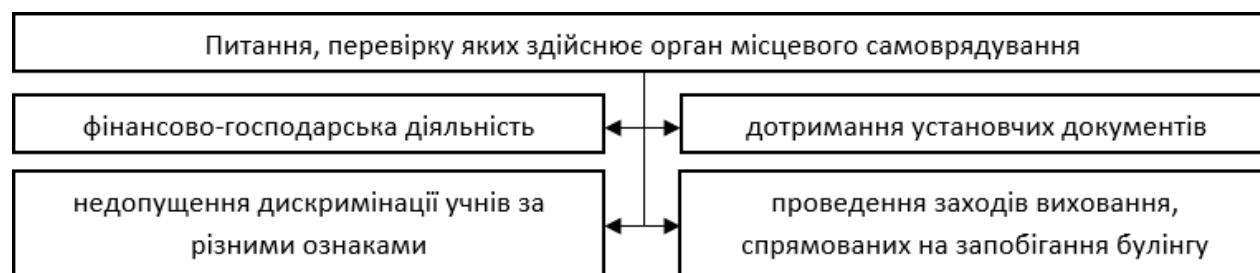 Питання, перевірку яких здійснює орган місцевого самоврядування
фінансово-господарська діяльність
дотримання установчих документів
недопущення дискримінації учнів за
різними ознаками
проведення заходів виховання,
спрямованих на запобігання булінгу